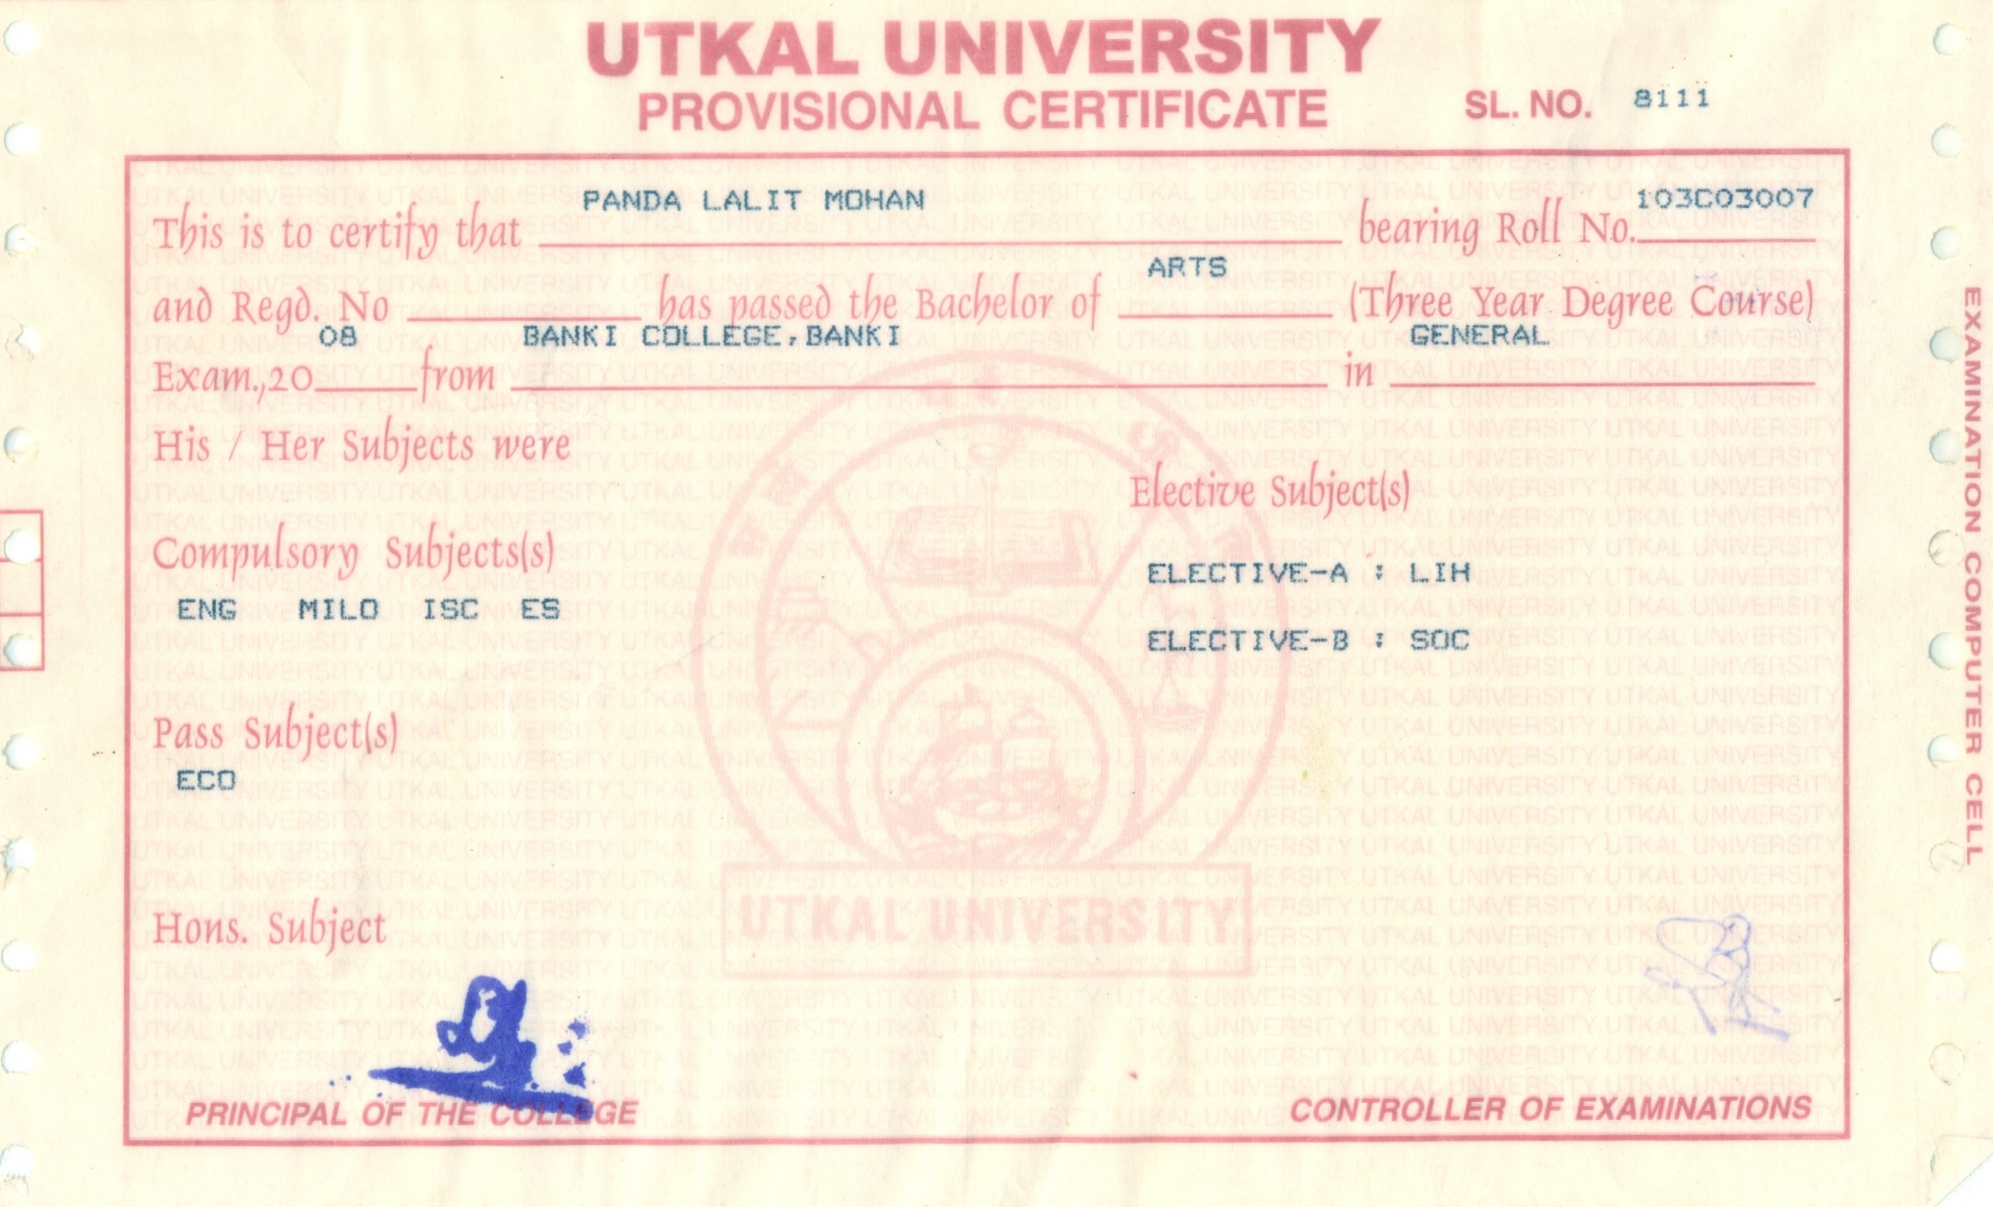 UTKAL UNIVERSITY
PROVISIONAL CERTIFICATE SL. NO. 8111
This is to certify that PANDA LALIT MOHAN bearing Roll No. 103C03007
and Regd. No has passed the Bachelor of ARTS (Three Year Degree Course)
Exam.,20 08 from BANKI COLLEGE,BANKI in GENERAL
His / Her Subjects were
Elective Subject(s)
Compulsory Subjects(s)
ELECTIVE-A : LIH
ENG MILO ISC ES
ELECTIVE-B : SOC
Pass Subject(s)
ECO
UTKAL UNIVERSITY
Hons. Subject
PRINCIPAL OF THE COLLEGE CONTROLLER OF EXAMINATIONS
EXAMINATION COMPUTER CELL